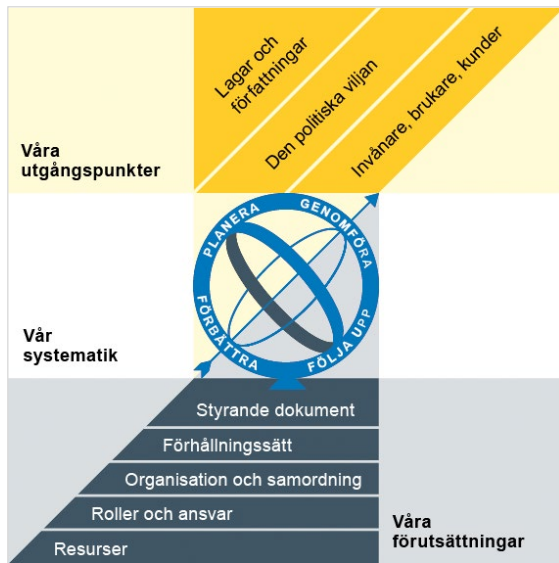 Lagar och
författningar
Den politiska viljan
Invånare, brukare, kunder
Våra
utgångspunkter
PLANERA
GENOMFÖRA
FÖRBÄTTRA
FÖLJA UPP
Vår
systematik
Styrande dokument
Förhållningssätt
Organisation och samordning
Roller och ansvar
Resurser
Våra
förutsättningar